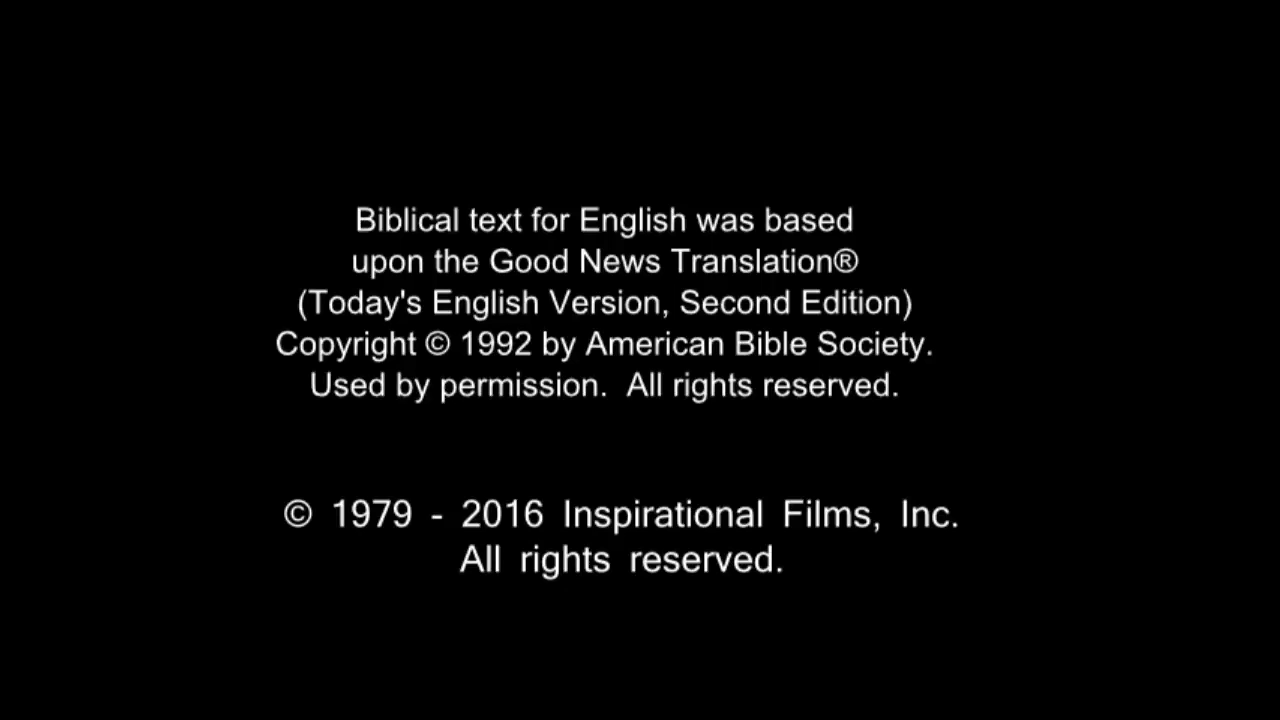 Biblical text for English was based
upon the Good News Translation®
(Today's English Version, Second Edition)
Copyright © 1992 by American Bible Society.
Used by permission.  All rights reserved.
© 1979 - 2016 Inspirational Films, Inc.
All rights reserved.